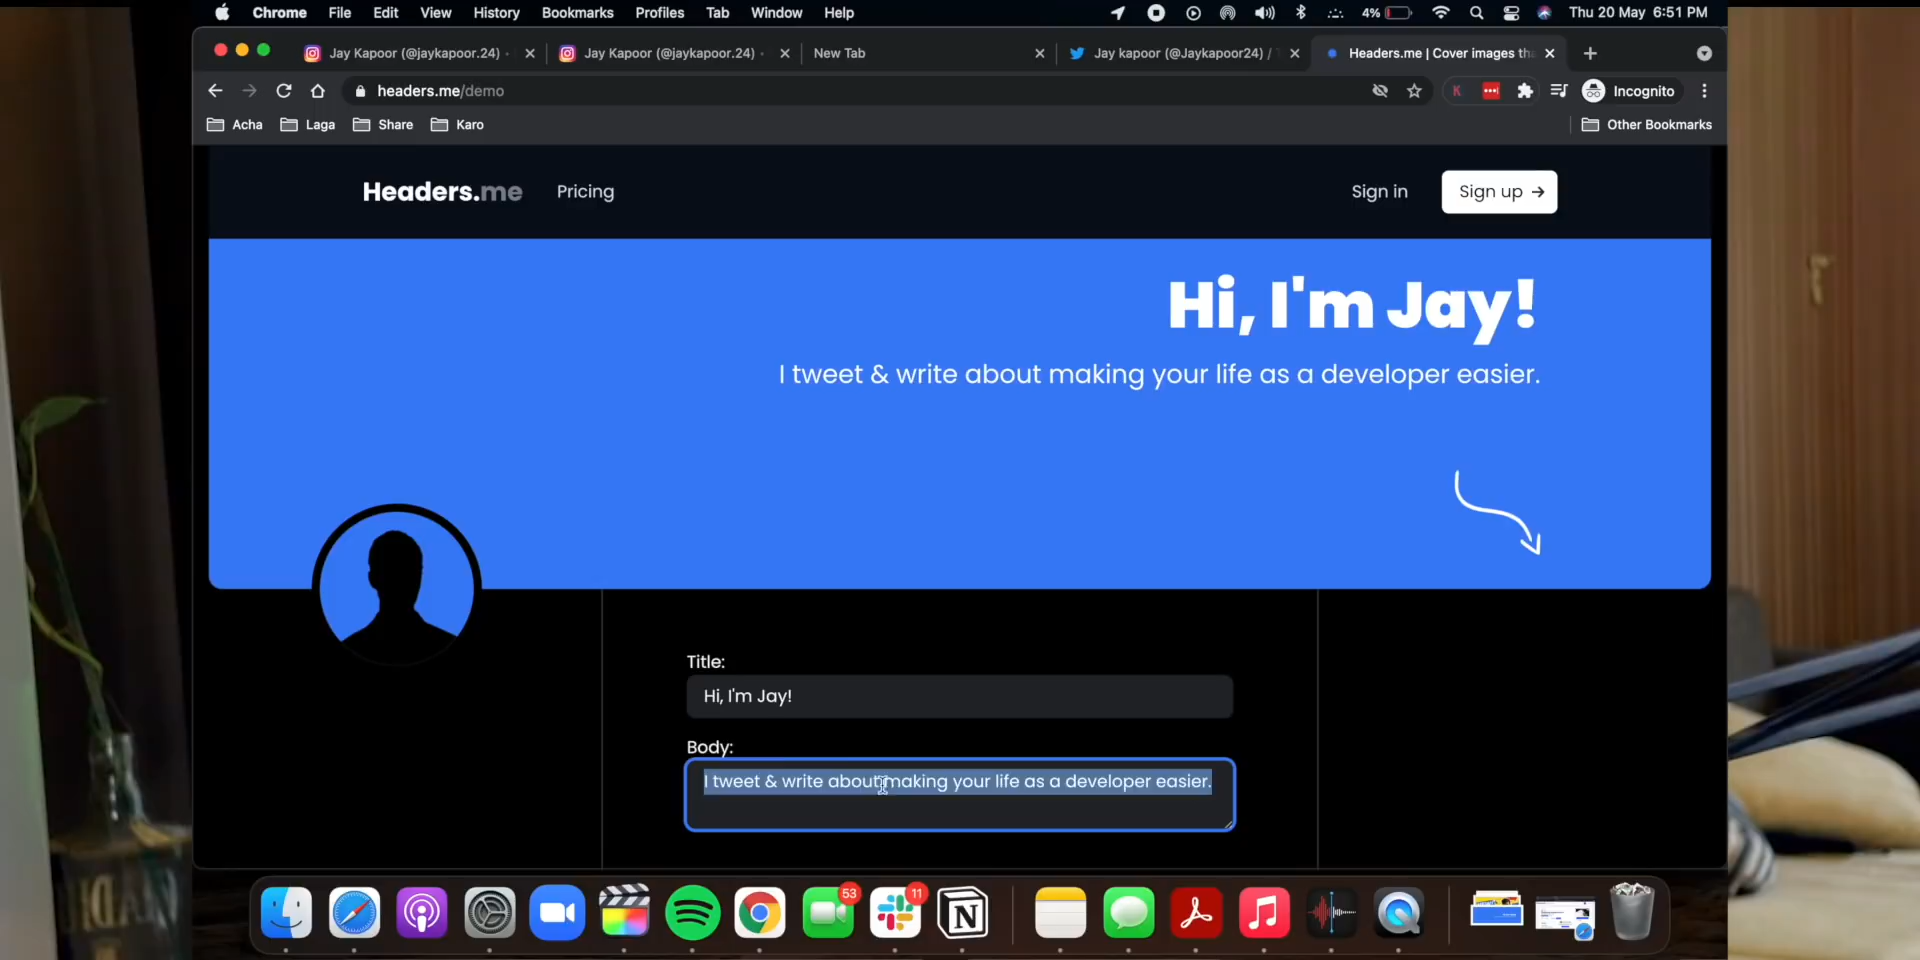 Chrome File Edit View History Bookmarks Profiles Tab Window Help 4% Thu 20 May 6:51 PM
Jay Kapoor (@jaykapoor.24) • Jay Kapoor (@jaykapoor.24) • New Tab Jay kapoor (@Jaykapoor24) / Headers.me | Cover images
headers.me/demo K Incognito
Acha Laga Share Karo Other Bookmarks
Headers.me Pricing Sign in Sign up →
Hi, I'm Jay!
I tweet & write about making your life as a developer easier.
Title:
Hi, I'm Jay!
Body:
I tweet & write about making your life as a developer easier.
53 11
N